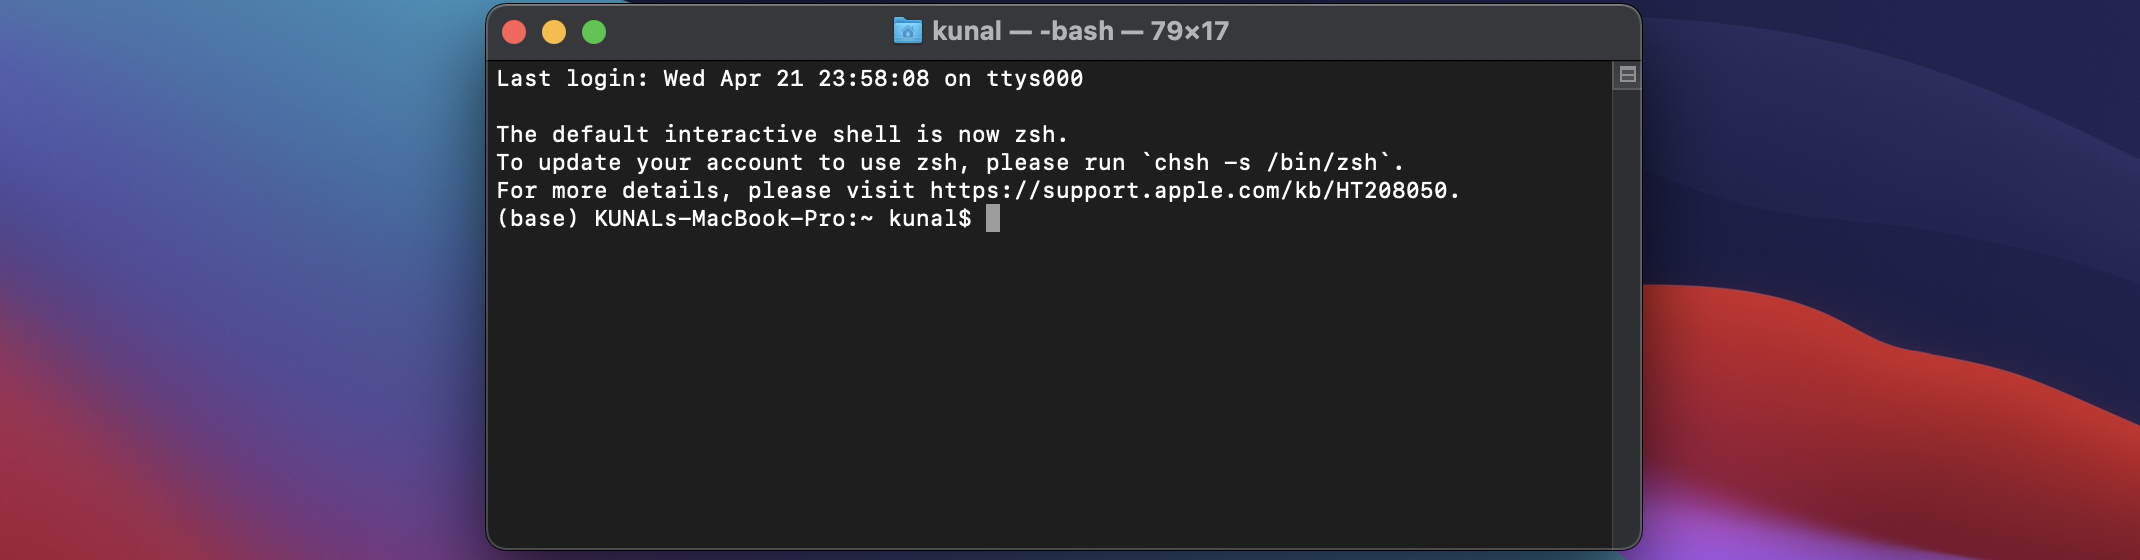 kunal — -bash — 79×17
Last login: Wed Apr 21 23:58:08 on ttys000
The default interactive shell is now zsh.
To update your account to use zsh, please run `chsh -s /bin/zsh`.
For more details, please visit https://support.apple.com/kb/HT208050.
(base) KUNALs-MacBook-Pro:~ kunal$